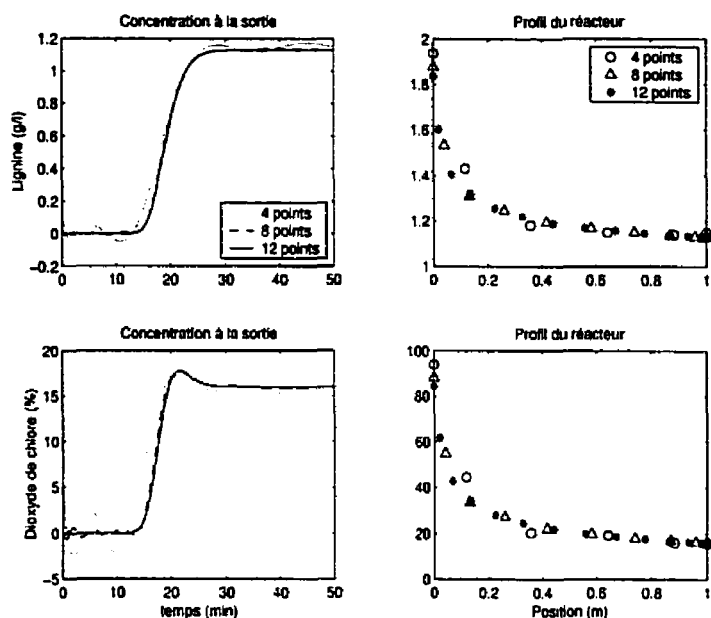 Concentration à la sortie
Lignine (g/l)
1.2
1
0.8
0.6
0.4
0.2
0
−0.2
0 10 20 30 40 50
4 points
8 points
12 points
Profil du réacteur
2
1.8
1.6
1.4
1.2
1
0 0.2 0.4 0.6 0.8 1
4 points
8 points
12 points
Concentration à la sortie
Dioxyde de chlore (%)
20
15
10
5
0
−5
0 10 20 30 40 50
temps (min)
Profil du réacteur
100
80
60
40
20
0
0 0.2 0.4 0.6 0.8 1
Position (m)